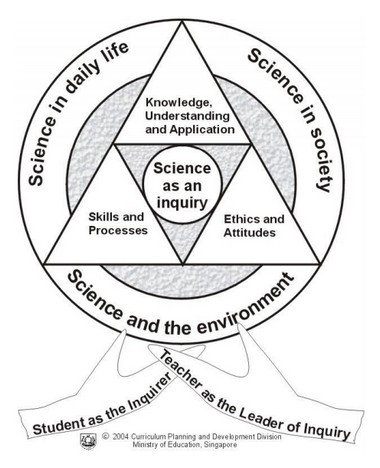 Science in daily life
Science in society
Knowledge,
Understanding
and Application
Science
as an
inquiry
Skills and
Processes
Ethics and
Attitudes
Science and the environment
Student as the Inquirer
Teacher as the Leader of Inquiry
© 2004 Curriculum Planning and Development Division
Ministry of Education, Singapore